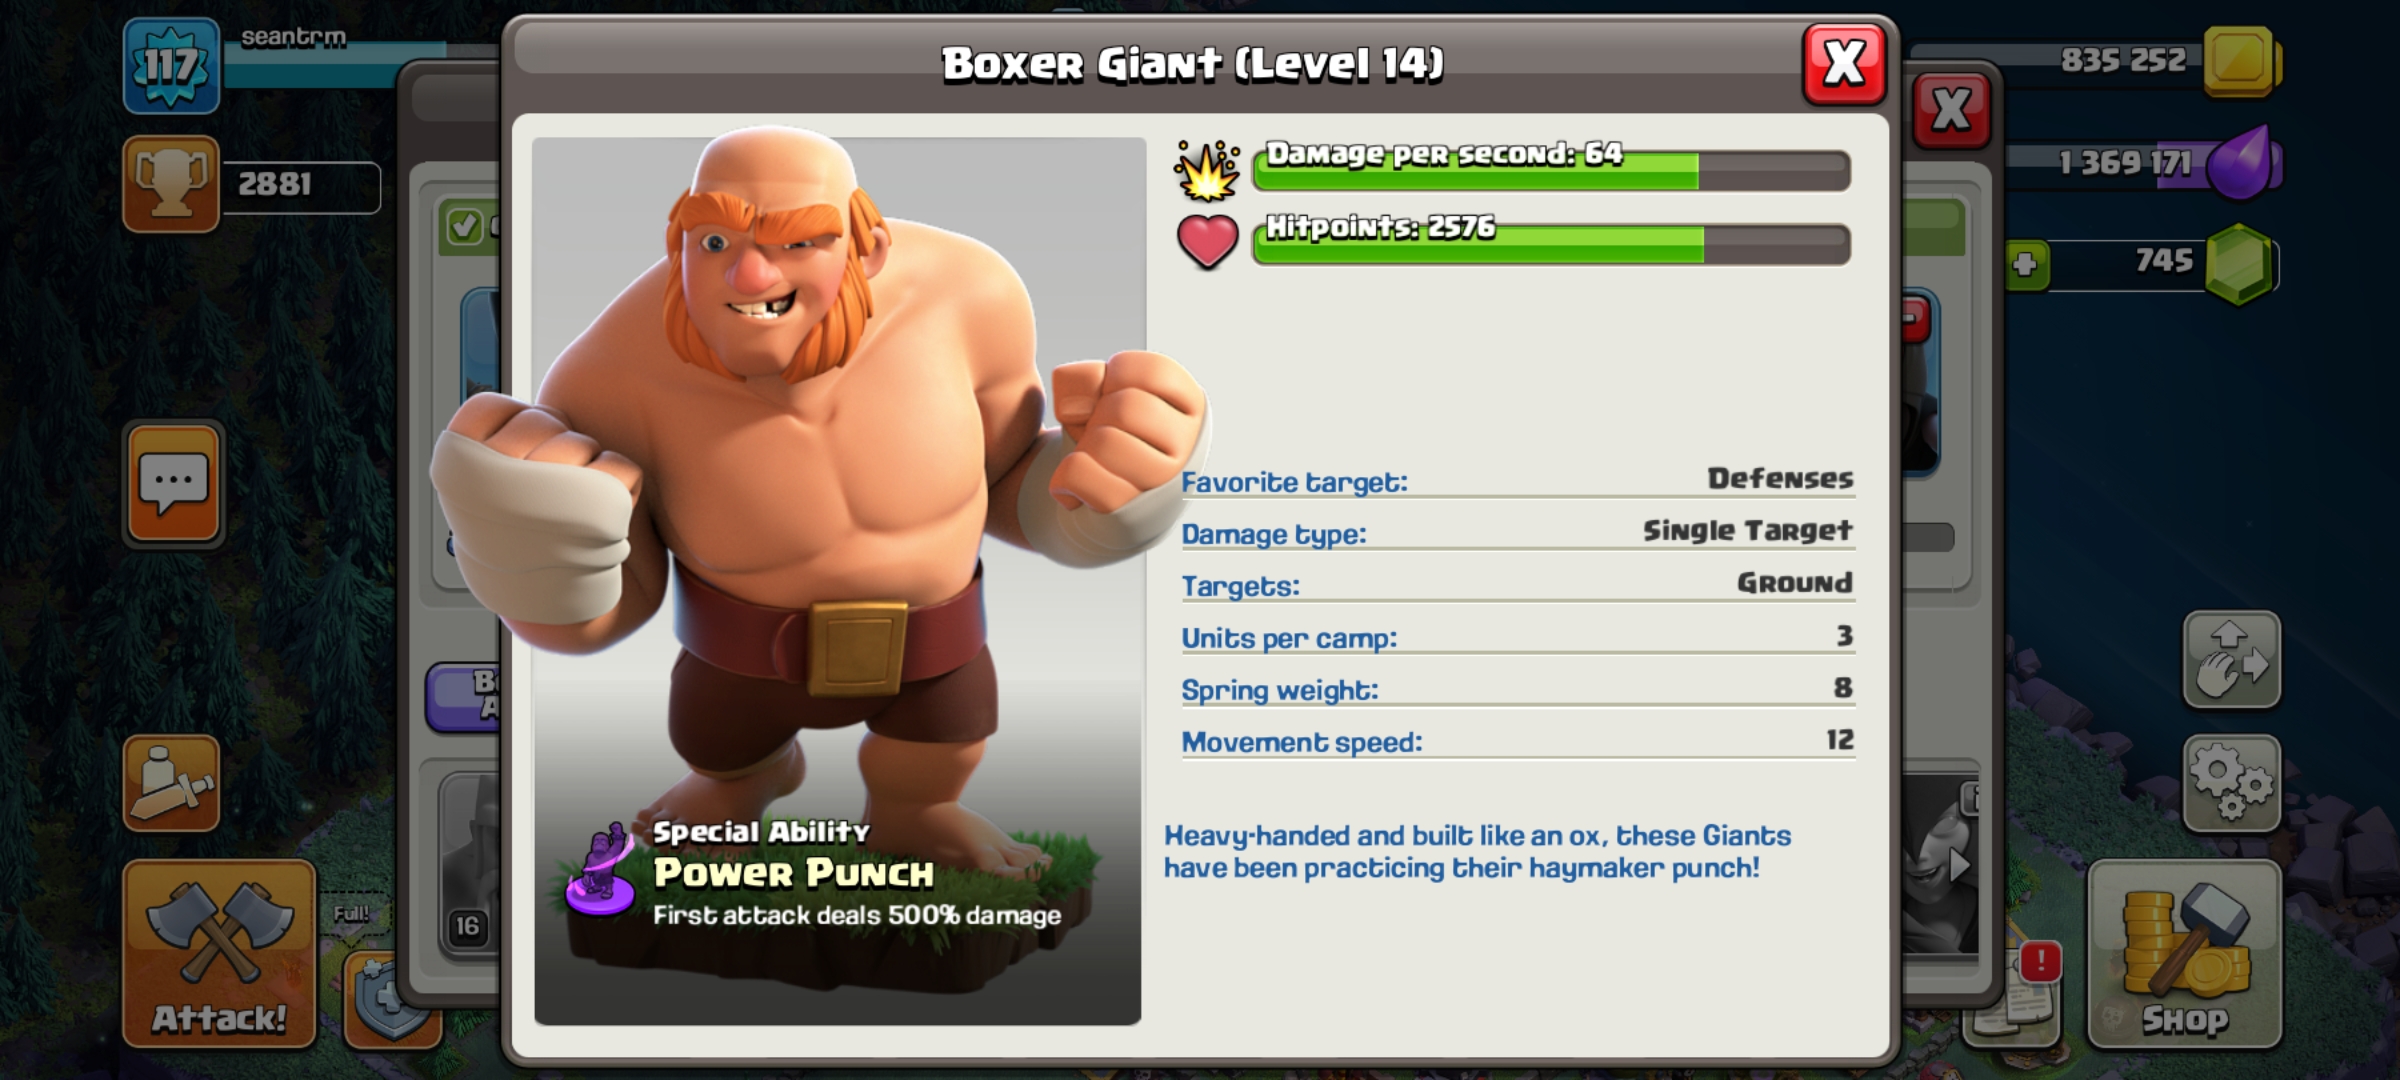 117
seantrm
2881
Boxer Giant (Level 14)
X
X
835 252
1 369 171
745
Damage per second: 64
Hitpoints: 2576
Favorite target: Defenses
Damage type: Single Target
Targets: Ground
Units per camp: 3
Spring weight: 8
Movement speed: 12
Heavy-handed and built like an ox, these Giants
have been practicing their haymaker punch!
Special Ability
Power Punch
First attack deals 500% damage
16
Full!
Attack!
!
Shop